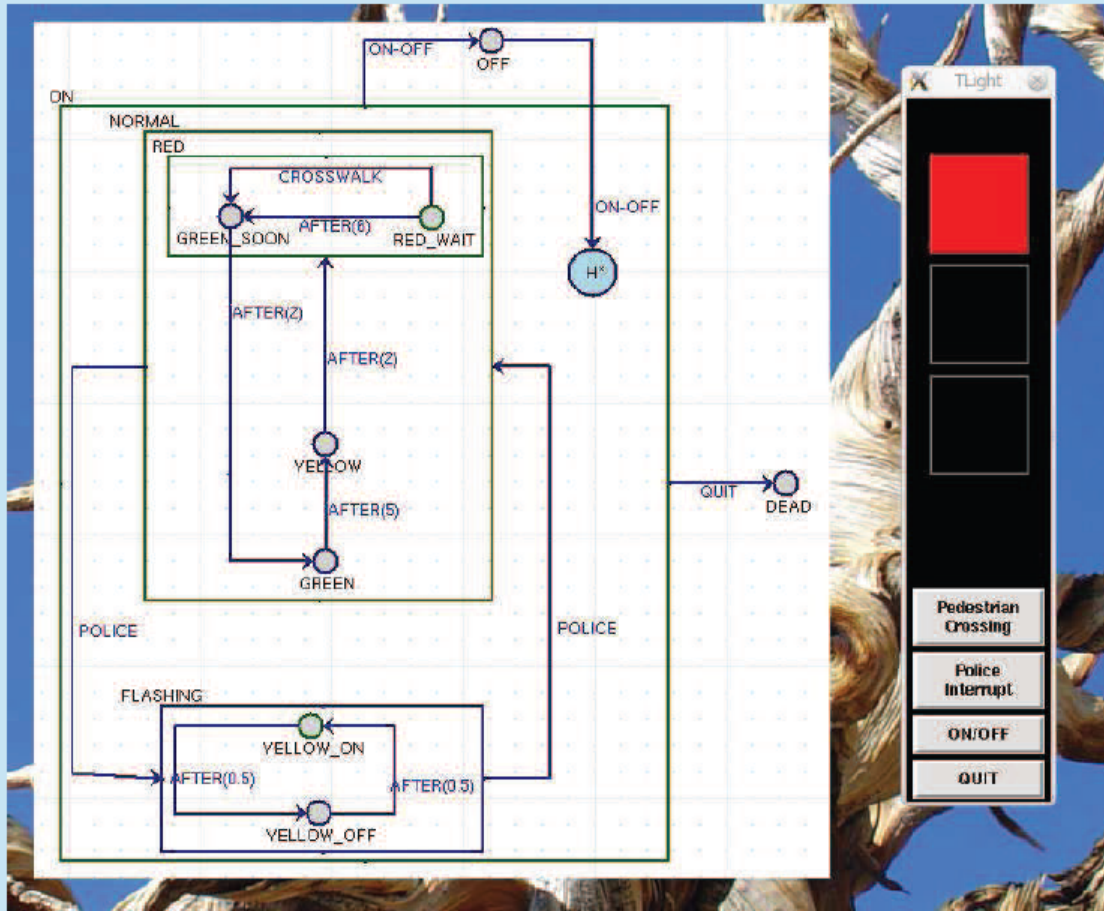 ON-OFF
OFF
ON
NORMAL
RED
CROSSWALK
AFTER(6)
GREEN_SOON
RED_WAIT
ON-OFF
H*
AFTER(2)
AFTER(2)
YELLOW
AFTER(5)
GREEN
QUIT
DEAD
POLICE
POLICE
FLASHING
YELLOW_ON
AFTER(0.5)
AFTER(0.5)
YELLOW_OFF
TLight
Pedestrian
Crossing
Police
Interrupt
ON/OFF
QUIT